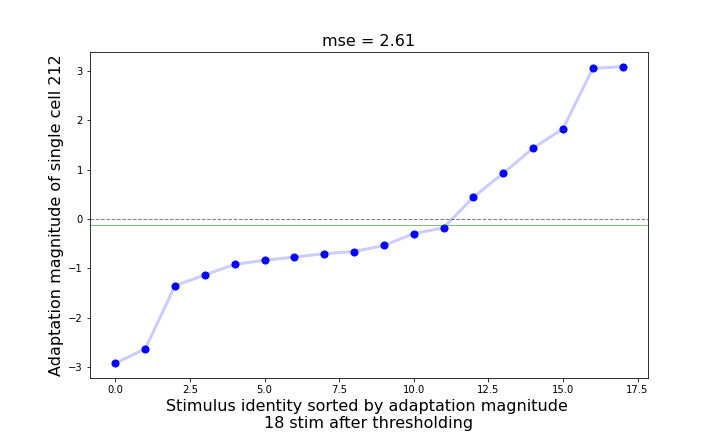 mse = 2.61
Adaptation magnitude of single cell 212
3
2
1
0
−1
−2
−3
0.0 2.5 5.0 7.5 10.0 12.5 15.0 17.5
Stimulus identity sorted by adaptation magnitude
18 stim after thresholding